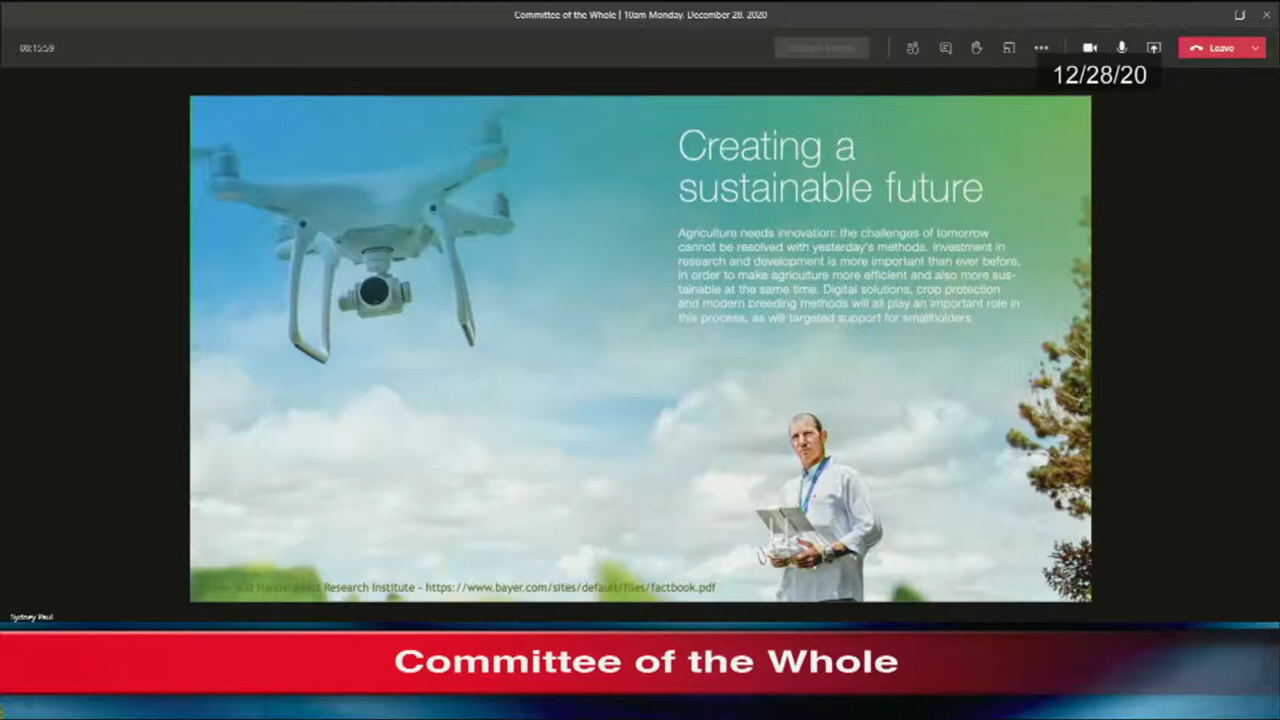 Committee of the Whole | 10am Monday, December 28, 2020
00:15:59
Leave
12/28/20
Creating a
sustainable future
Agriculture needs innovation: the challenges of tomorrow
cannot be resolved with yesterday's methods. Investment in
research and development is more important than ever before,
in order to make agriculture more efficient and also more sus-
tainable at the same time. Digital solutions, crop protection
and modern breeding methods will all play an important role in
this process, as will targeted support for smallholders
Research Institute - https://www.bayer.com/sites/default/files/factbook.pdf
Sydney Paul
Committee of the Whole